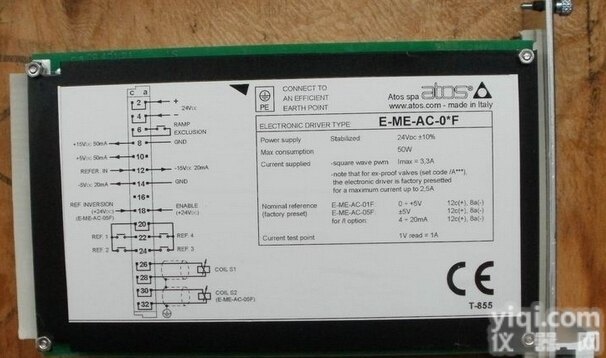 CONNECT TO
AN EFFICIENT
EARTH POINT
PE
Atos spa
atos
www.atos.com - made in Italy
ELECTRONIC DRIVER TYPE E-ME-AC-0*F
Power supply Stabilized 24VDC ±10%
Max consumption 50W
Current supplied -square wave pwm Imax = 3,3A
-note that for ex-proof valves (set code /A***),
the electronic driver is factory presetted
for a maximum current up to 2,5A
Nominal reference E-ME-AC-01F 0 ÷ +5V 12c(+), 8a(-)
(factory preset) E-ME-AC-05F ±5V 12c(+), 8a(-)
for /I option: 4 ÷ 20mA 12c(+), 8a(-)
Current test point 1V read = 1A
CE
T-855
c a
2 +
24VDC
4 -
6 RAMP
EXCLUSION
+15VDC 50mA 8 GND
+5VDC 50mA 10
REFER. IN 12 -15VDC 20mA
-5VDC 20mA 14 GND
16
REF. INVERSION
(+24VDC)
(E-ME-AC-05F)
18 ENABLE
(+24VDC)
20
REF. 1 22 REF. 4
REF. 2 24 REF. 3
26
COIL S1
28
30 COIL S2
32 (E-ME-AC-05F)
yiqi.com
仪器一网